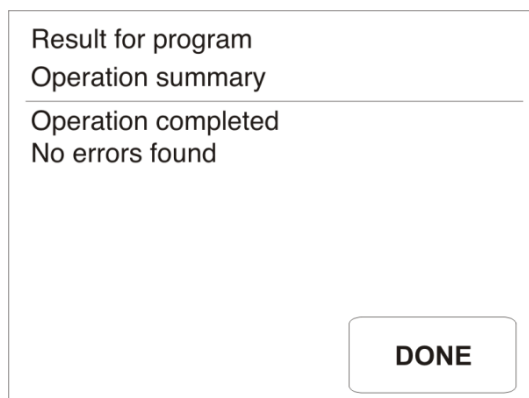 Result for program
Operation summary
Operation completed
No errors found
DONE